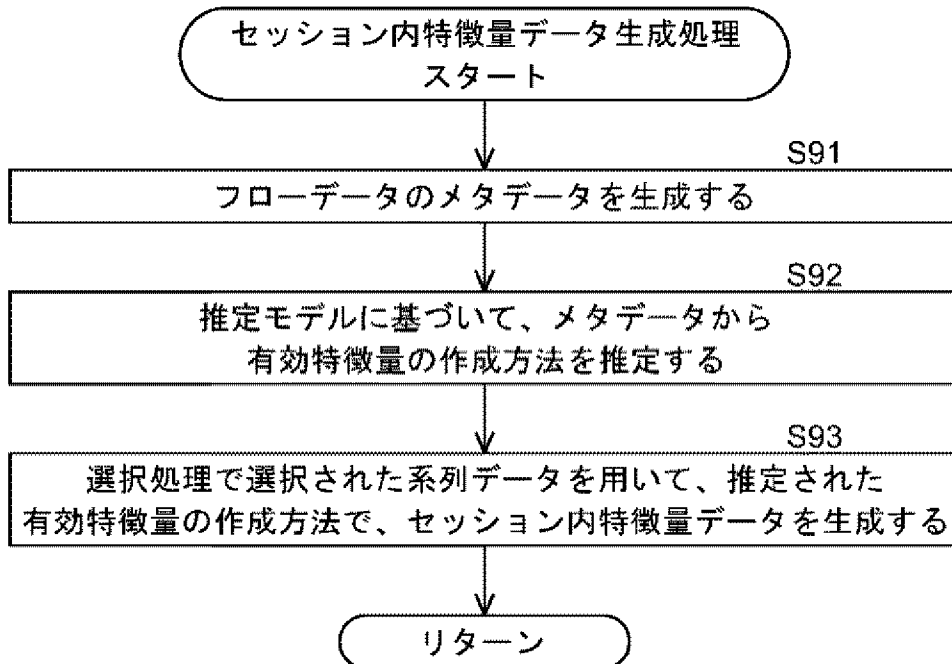 セッション内特徴量データ生成処理
スタート
S91
フローデータのメタデータを生成する
S92
推定モデルに基づいて、メタデータから
有効特徴量の作成方法を推定する
S93
選択処理で選択された系列データを用いて、推定された
有効特徴量の作成方法で、セッション内特徴量データを生成する
リターン